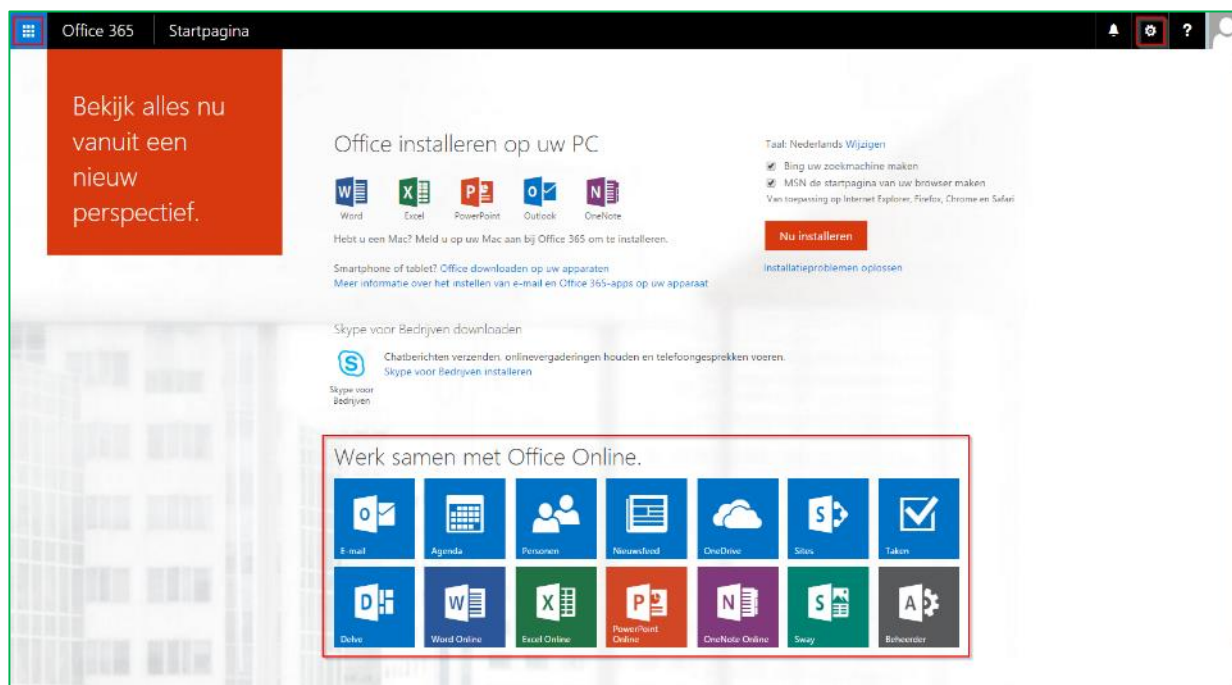 Office 365
Startpagina
?
Bekijk alles nu
vanuit een
nieuw
perspectief.
Office installeren op uw PC
Word
Excel
PowerPoint
Outlook
OneNote
Hebt u een Mac? Meld u op uw Mac aan bij Office 365 om te installeren.
Smartphone of tablet? Office downloaden op uw apparaten
Meer informatie over het instellen van e-mail en Office 365-apps op uw apparaat
Taal: Nederlands Wijzigen
Bing uw zoekmachine maken
MSN de startpagina van uw browser maken
Van toepassing op Internet Explorer, Firefox, Chrome en Safari
Nu installeren
Installatieproblemen oplossen
Skype voor Bedrijven downloaden
Chatberichten verzenden, onlinevergaderingen houden en telefoongesprekken voeren.
Skype voor Bedrijven installeren
Skype voor
Bedrijven
Werk samen met Office Online.
E-mail
Agenda
Personen
Nieuwsfeed
OneDrive
Sites
Taken
Delve
Word Online
Excel Online
PowerPoint
Online
OneNote Online
Sway
Beheerder